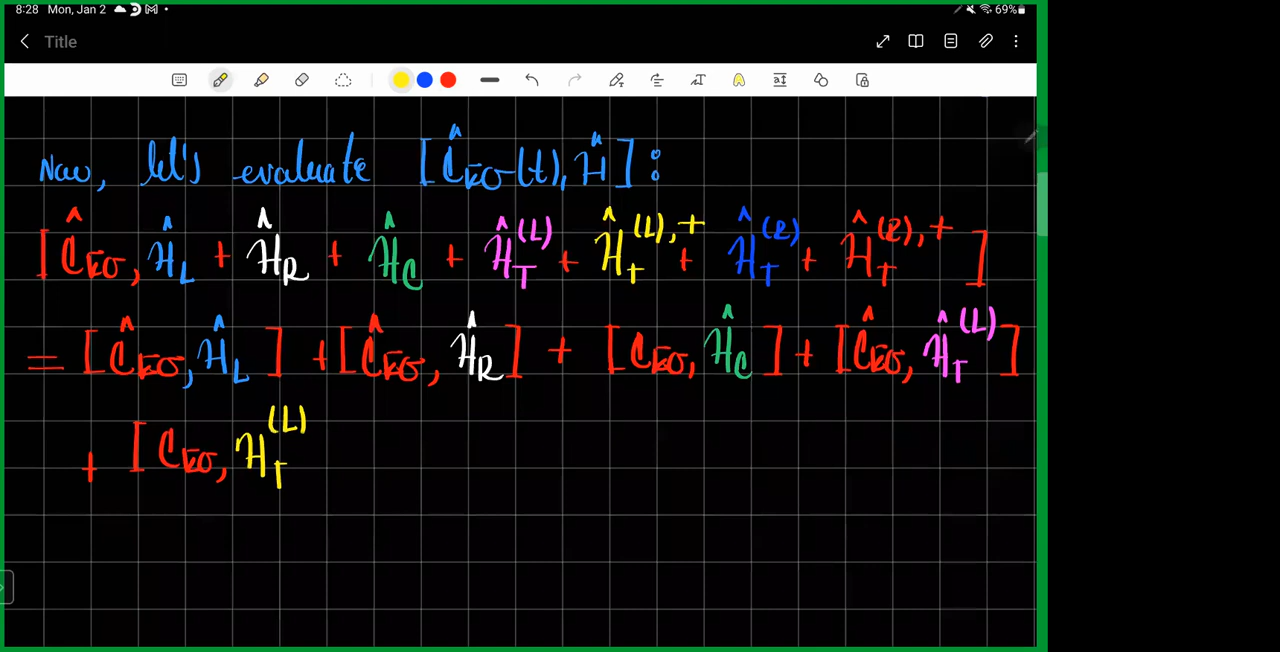 8:28 Mon, Jan 2 69%
Title
Now, let's evaluate [Ĉ_kσ(t), Ĥ]:
[Ĉ_kσ, Ĥ_L + Ĥ_R + Ĥ_C + Ĥ_T^(L) + Ĥ_T^(L),+ + Ĥ_T^(R) + Ĥ_T^(R),+]
= [Ĉ_kσ, Ĥ_L] + [Ĉ_kσ, Ĥ_R] + [C_kσ, Ĥ_C] + [Ĉ_kσ, Ĥ_T^(L)]
+ [C_kσ, H_T^(L)